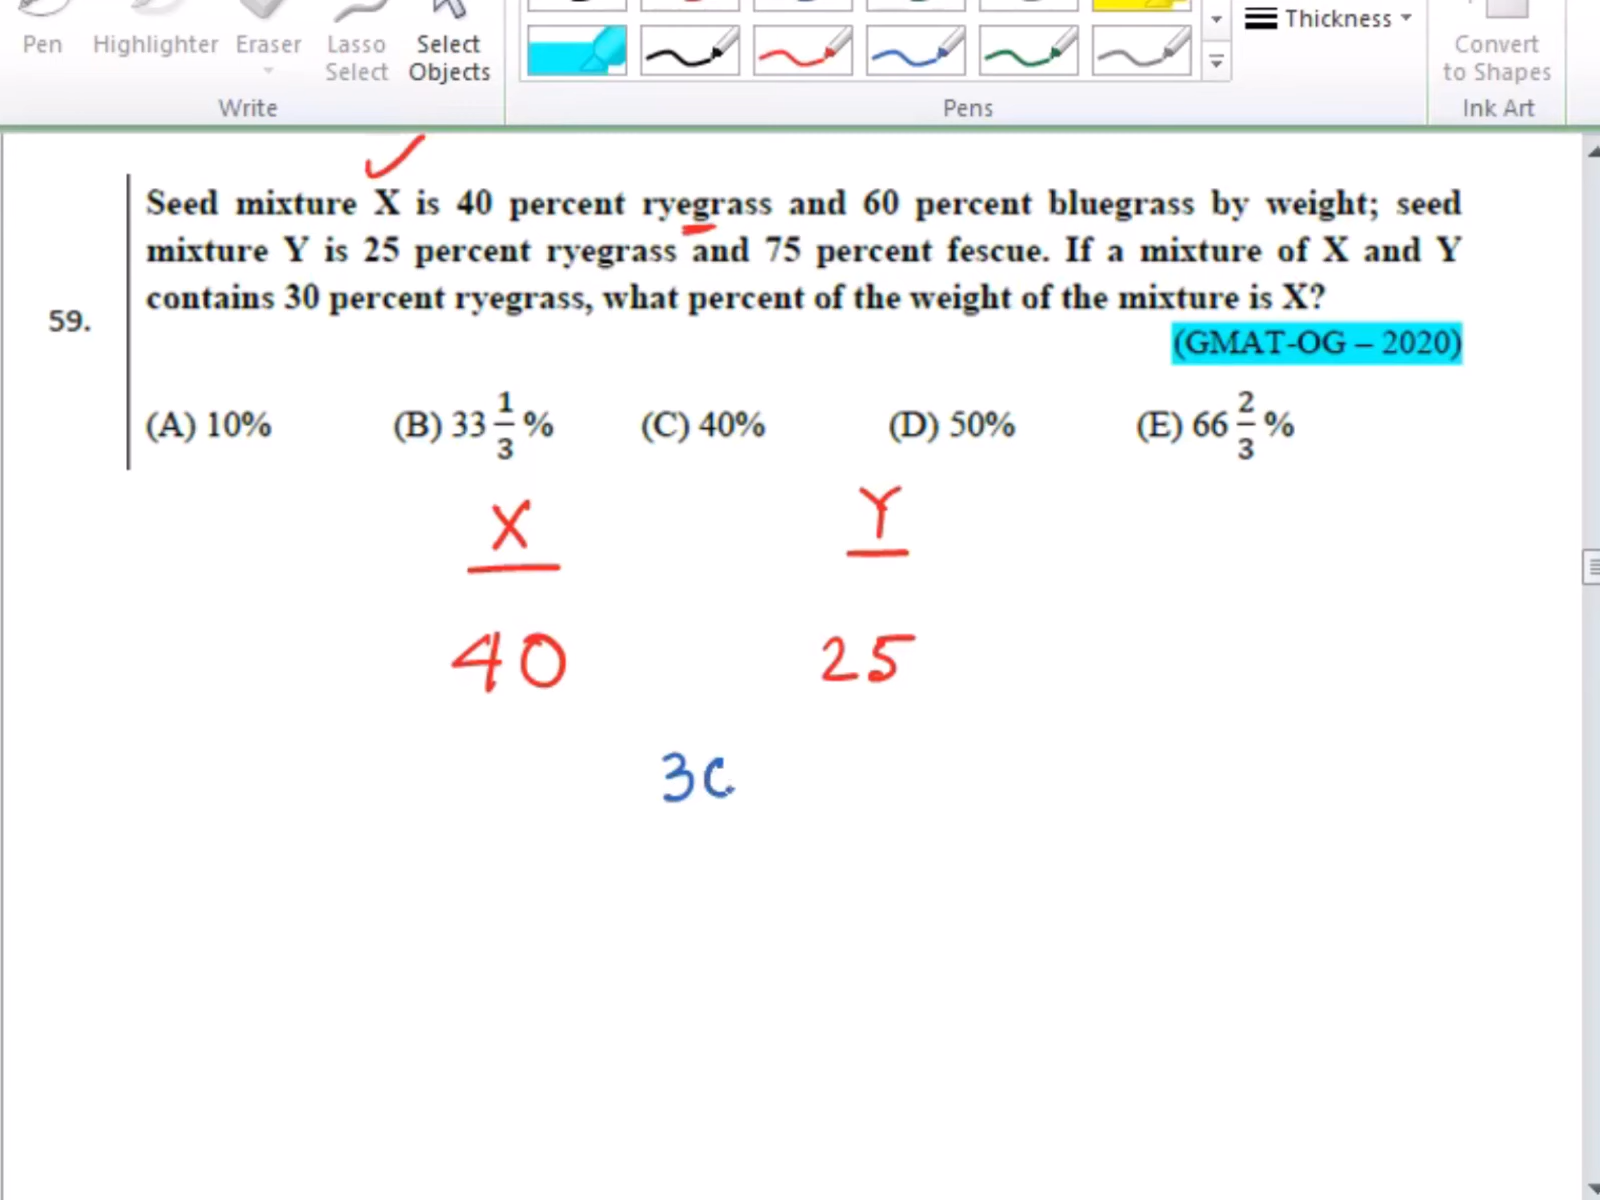 Pen Highlighter Eraser Lasso Select Select Objects
Thickness
Convert to Shapes
Write
Pens
Ink Art
Seed mixture X is 40 percent ryegrass and 60 percent bluegrass by weight; seed
mixture Y is 25 percent ryegrass and 75 percent fescue. If a mixture of X and Y
contains 30 percent ryegrass, what percent of the weight of the mixture is X?
59.
(GMAT-OG – 2020)
(A) 10% (B) 33 1/3 % (C) 40% (D) 50% (E) 66 2/3 %
X Y
40 25
30